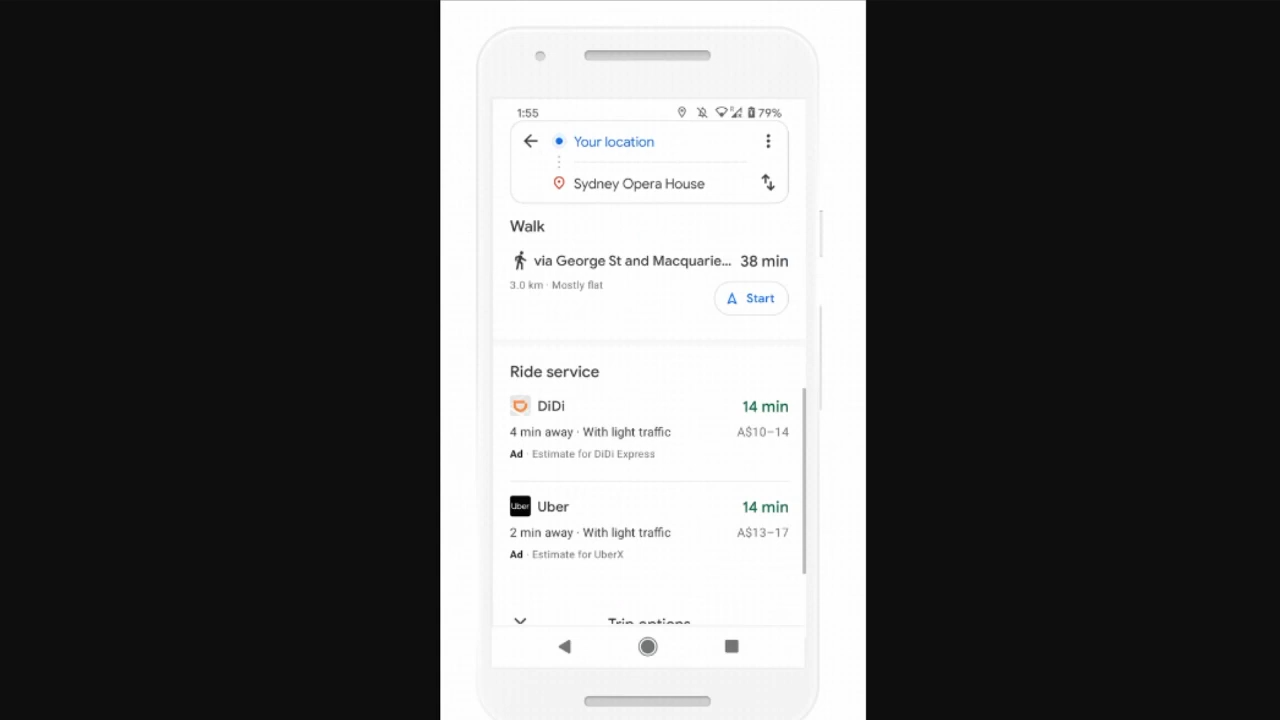 1:55
79%
Your location
Sydney Opera House
Walk
via George St and Macquarie... 38 min
3.0 km · Mostly flat
Start
Ride service
DiDi 14 min
4 min away · With light traffic A$10–14
Ad · Estimate for DiDi Express
Uber Uber 14 min
2 min away · With light traffic A$13–17
Ad · Estimate for UberX
Trip options